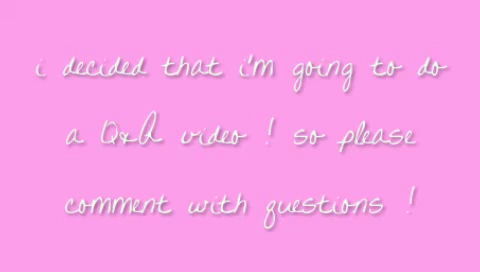 i decided that i'm going to do
a Q&A video ! so please
comment with questions !